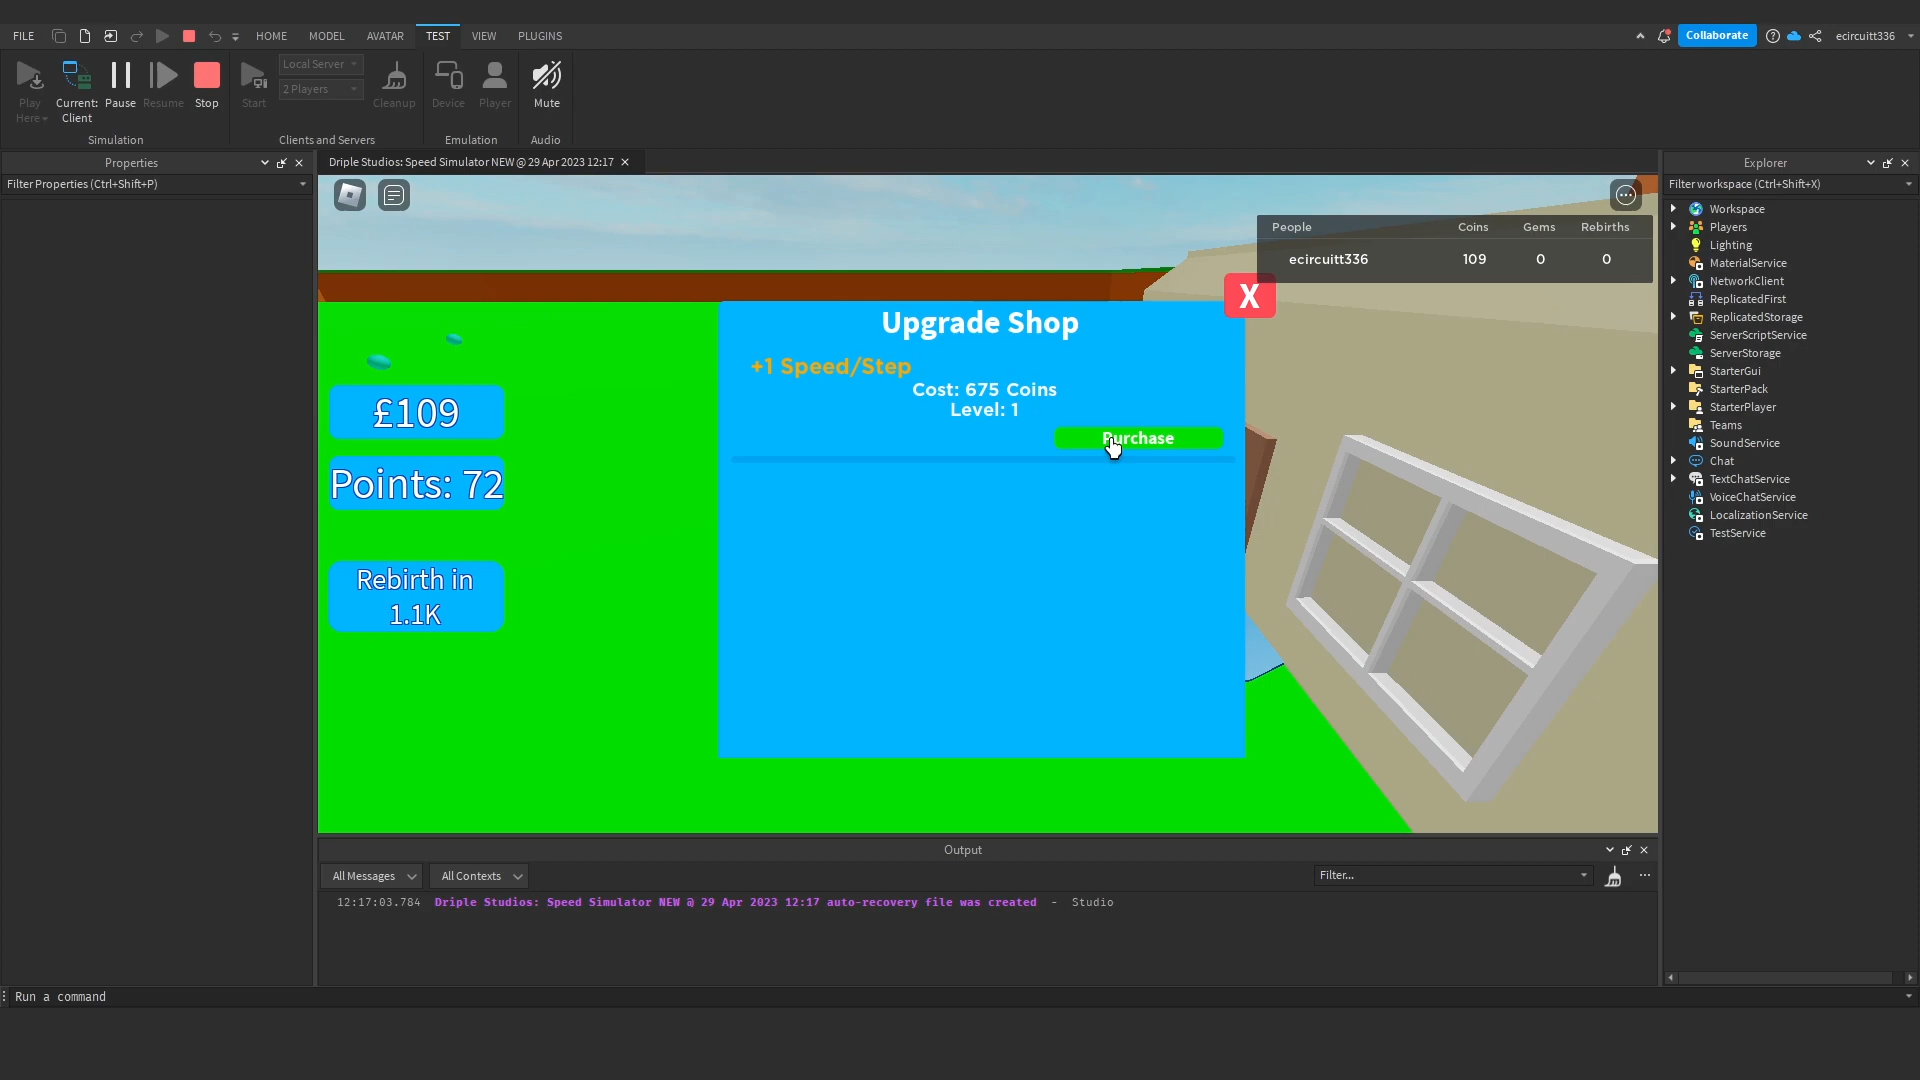 FILE HOME MODEL AVATAR TEST VIEW PLUGINS Collaborate ecircuitt336
Play Here Current: Client Pause Resume Stop Start Local Server 2 Players Cleanup Device Player Mute
Simulation Clients and Servers Emulation Audio
Properties
Filter Properties (Ctrl+Shift+P)
Driple Studios: Speed Simulator NEW @ 29 Apr 2023 12:17
People Coins Gems Rebirths
ecircuitt336 109 0 0
X
Upgrade Shop
+1 Speed/Step
Cost: 675 Coins
Level: 1
Purchase
£109
Points: 72
Rebirth in
1.1K
Explorer
Filter workspace (Ctrl+Shift+X)
Workspace
Players
Lighting
MaterialService
NetworkClient
ReplicatedFirst
ReplicatedStorage
ServerScriptService
ServerStorage
StarterGui
StarterPack
StarterPlayer
Teams
SoundService
Chat
TextChatService
VoiceChatService
LocalizationService
TestService
Output
All Messages All Contexts Filter...
12:17:03.784 Driple Studios: Speed Simulator NEW @ 29 Apr 2023 12:17 auto-recovery file was created - Studio
Run a command